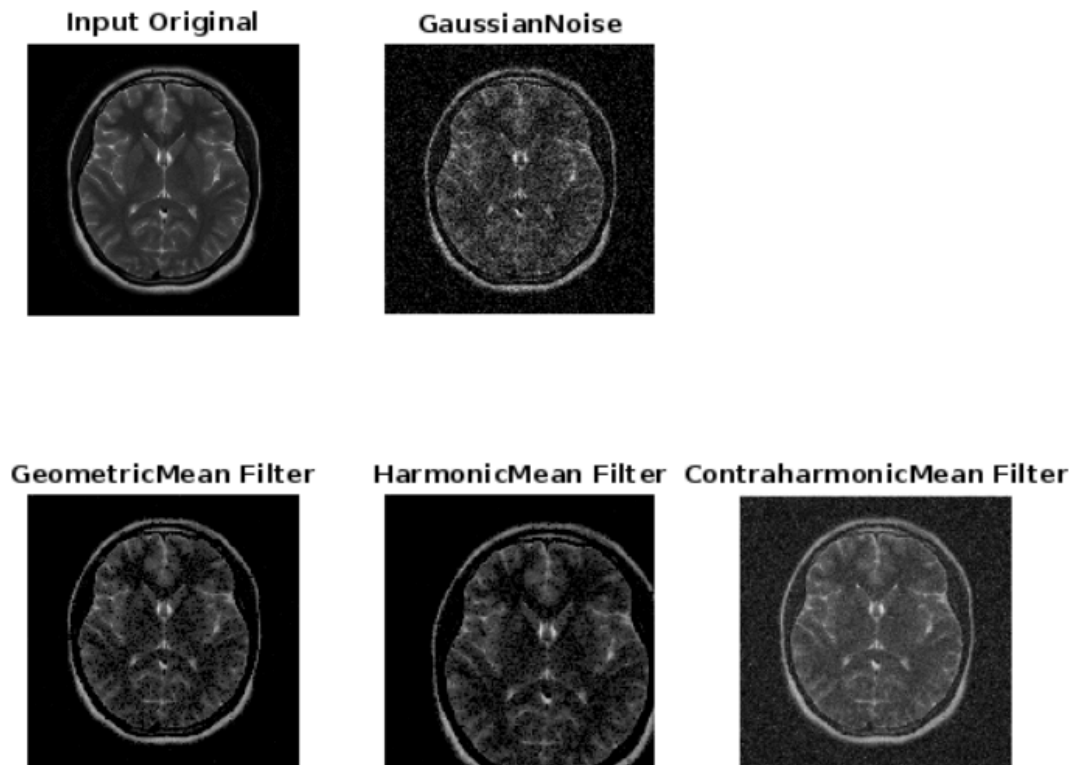 Input Original
GaussianNoise
GeometricMean Filter
HarmonicMean Filter
ContraharmonicMean Filter